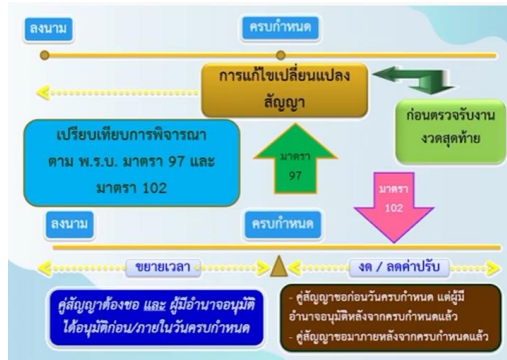 ลงนาม
ครบกำหนด
การแก้ไขเปลี่ยนแปลง
สัญญา
ก่อนตรวจรับงาน
งวดสุดท้าย
เปรียบเทียบการพิจารณา
ตาม พ.ร.บ. มาตรา 97 และ
มาตรา 102
มาตรา
97
มาตรา
102
ลงนาม
ครบกำหนด
ขยายเวลา
งด / ลดค่าปรับ
คู่สัญญาต้องขอ และ ผู้มีอำนาจอนุมัติ
ได้อนุมัติก่อน/ภายในวันครบกำหนด
- คู่สัญญาขอก่อนวันครบกำหนด แต่ผู้มี
อำนาจอนุมัติหลังจากครบกำหนดแล้ว
- คู่สัญญาขอมาภายหลังจากครบกำหนดแล้ว